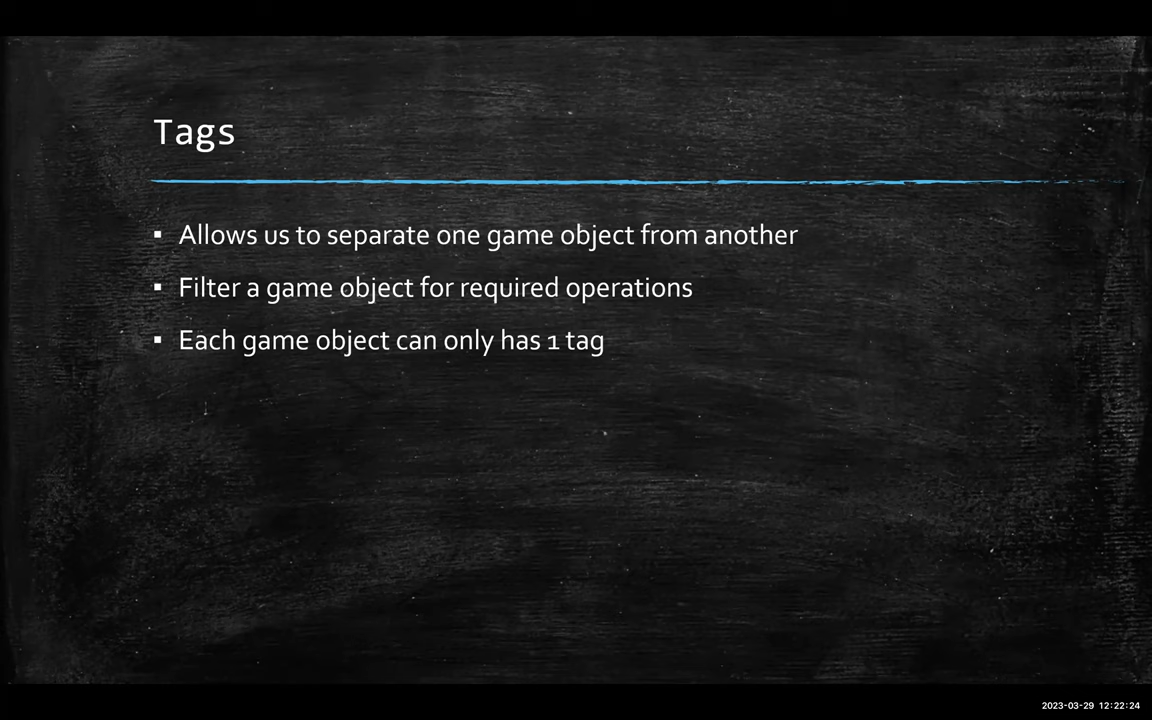 Tags
▪ Allows us to separate one game object from another
▪ Filter a game object for required operations
▪ Each game object can only has 1 tag
2023-03-29 12:22:24